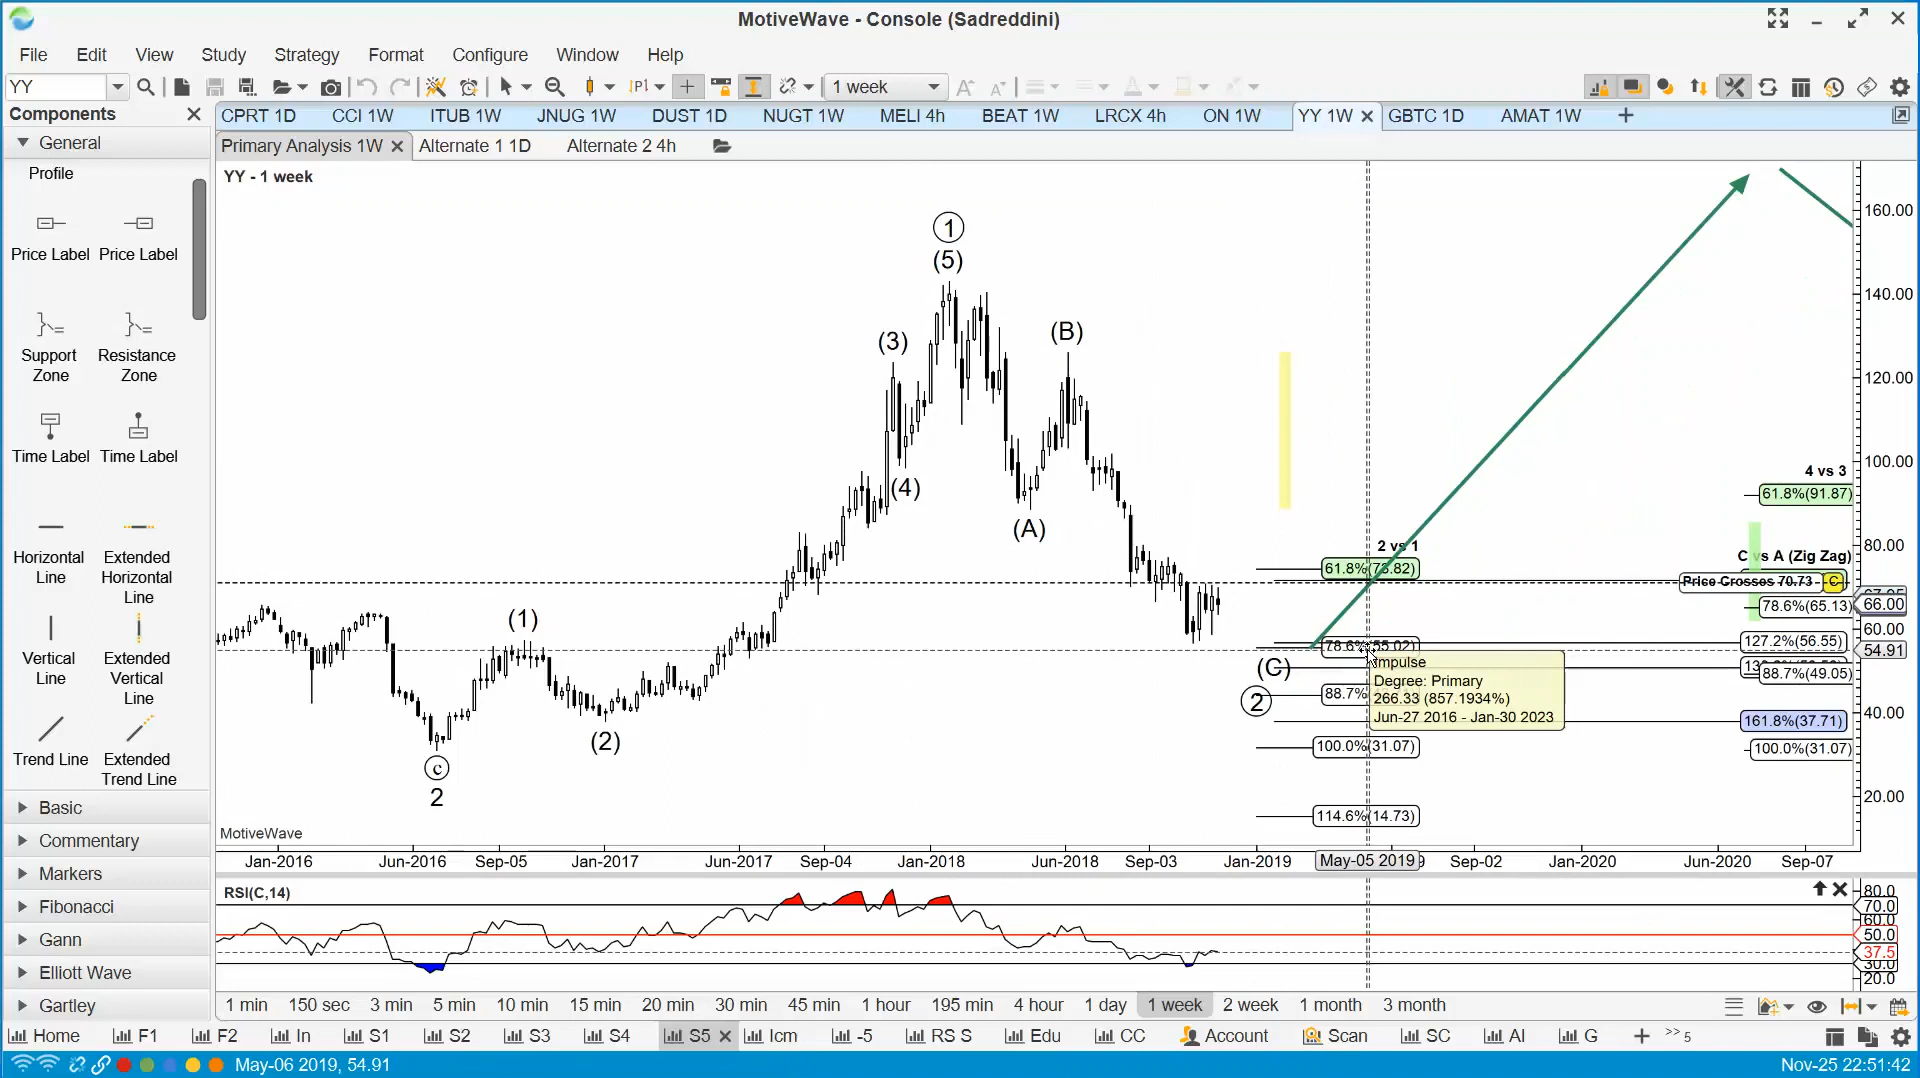 MotiveWave - Console (Sadreddini)
File Edit View Study Strategy Format Configure Window Help
YY 1 week
Components
CPRT 1D CCI 1W ITUB 1W JNUG 1W DUST 1D NUGT 1W MELI 4h BEAT 1W LRCX 4h ON 1W YY 1W GBTC 1D AMAT 1W
General
Primary Analysis 1W Alternate 1 1D Alternate 2 4h
Profile
Price Label Price Label
Support Zone
Resistance Zone
Time Label Time Label
Horizontal Line
Extended Horizontal Line
Vertical Line
Extended Vertical Line
Trend Line
Extended Trend Line
Basic
Commentary
Markers
Fibonacci
Gann
Elliott Wave
Gartley
YY - 1 week
1
(5)
(3)
(B)
(4)
(A)
(1)
(2)
c
2
(C)
2
4 vs 3
61.8%(91.87)
2 vs 1
61.8%(73.82)
C vs A (Zig Zag)
Price Crosses 70.73 C
78.6%(65.13)
78.6%(55.02)
127.2%(56.55)
Impulse
Degree: Primary
266.33 (857.1934%)
Jun-27 2016 - Jan-30 2023
88.7%
88.7%(49.05)
161.8%(37.71)
100.0%(31.07)
100.0%(31.07)
114.6%(14.73)
160.00
140.00
120.00
100.00
80.00
66.00
60.00
54.91
40.00
20.00
MotiveWave
Jan-2016 Jun-2016 Sep-05 Jan-2017 Jun-2017 Sep-04 Jan-2018 Jun-2018 Sep-03 Jan-2019 May-05 2019 Sep-02 Jan-2020 Jun-2020 Sep-07
RSI(C,14)
80.0
70.0
60.0
50.0
37.5
30.0
20.0
1 min 150 sec 3 min 5 min 10 min 15 min 20 min 30 min 45 min 1 hour 195 min 4 hour 1 day 1 week 2 week 1 month 3 month
Home F1 F2 In S1 S2 S3 S4 S5 Icm -5 RS S Edu CC Account Scan SC AI G >> 5
May-06 2019, 54.91 Nov-25 22:51:42